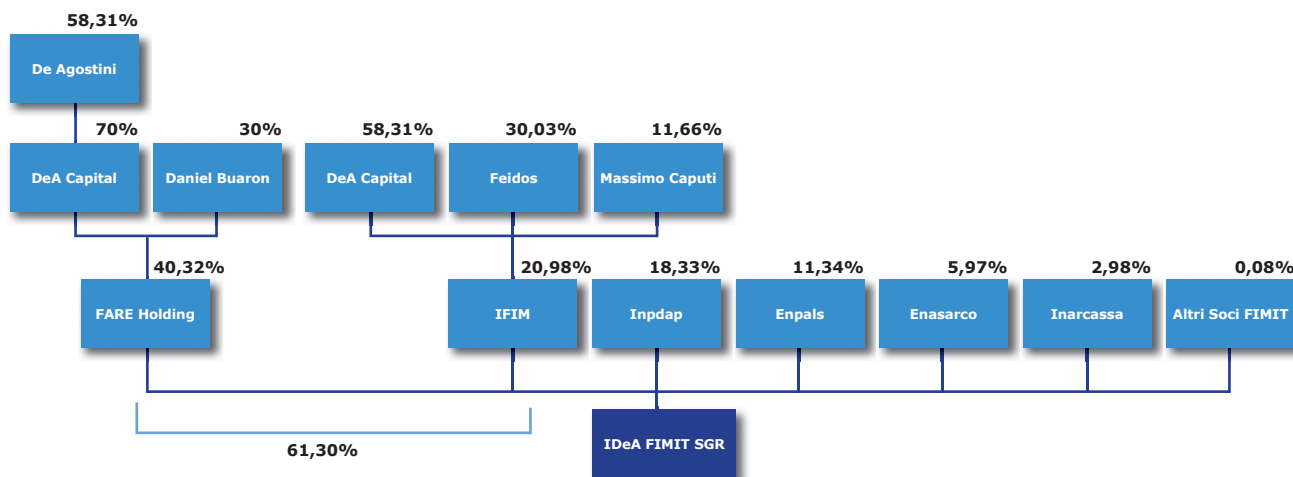 58,31%
De Agostini
70%
30%
58,31%
30,03%
11,66%
DeA Capital
Daniel Buaron
DeA Capital
Feidos
Massimo Caputi
40,32%
20,98%
18,33%
11,34%
5,97%
2,98%
0,08%
FARE Holding
IFIM
Inpdap
Enpals
Enasarco
Inarcassa
Altri Soci FIMIT
61,30%
IDeA FIMIT SGR